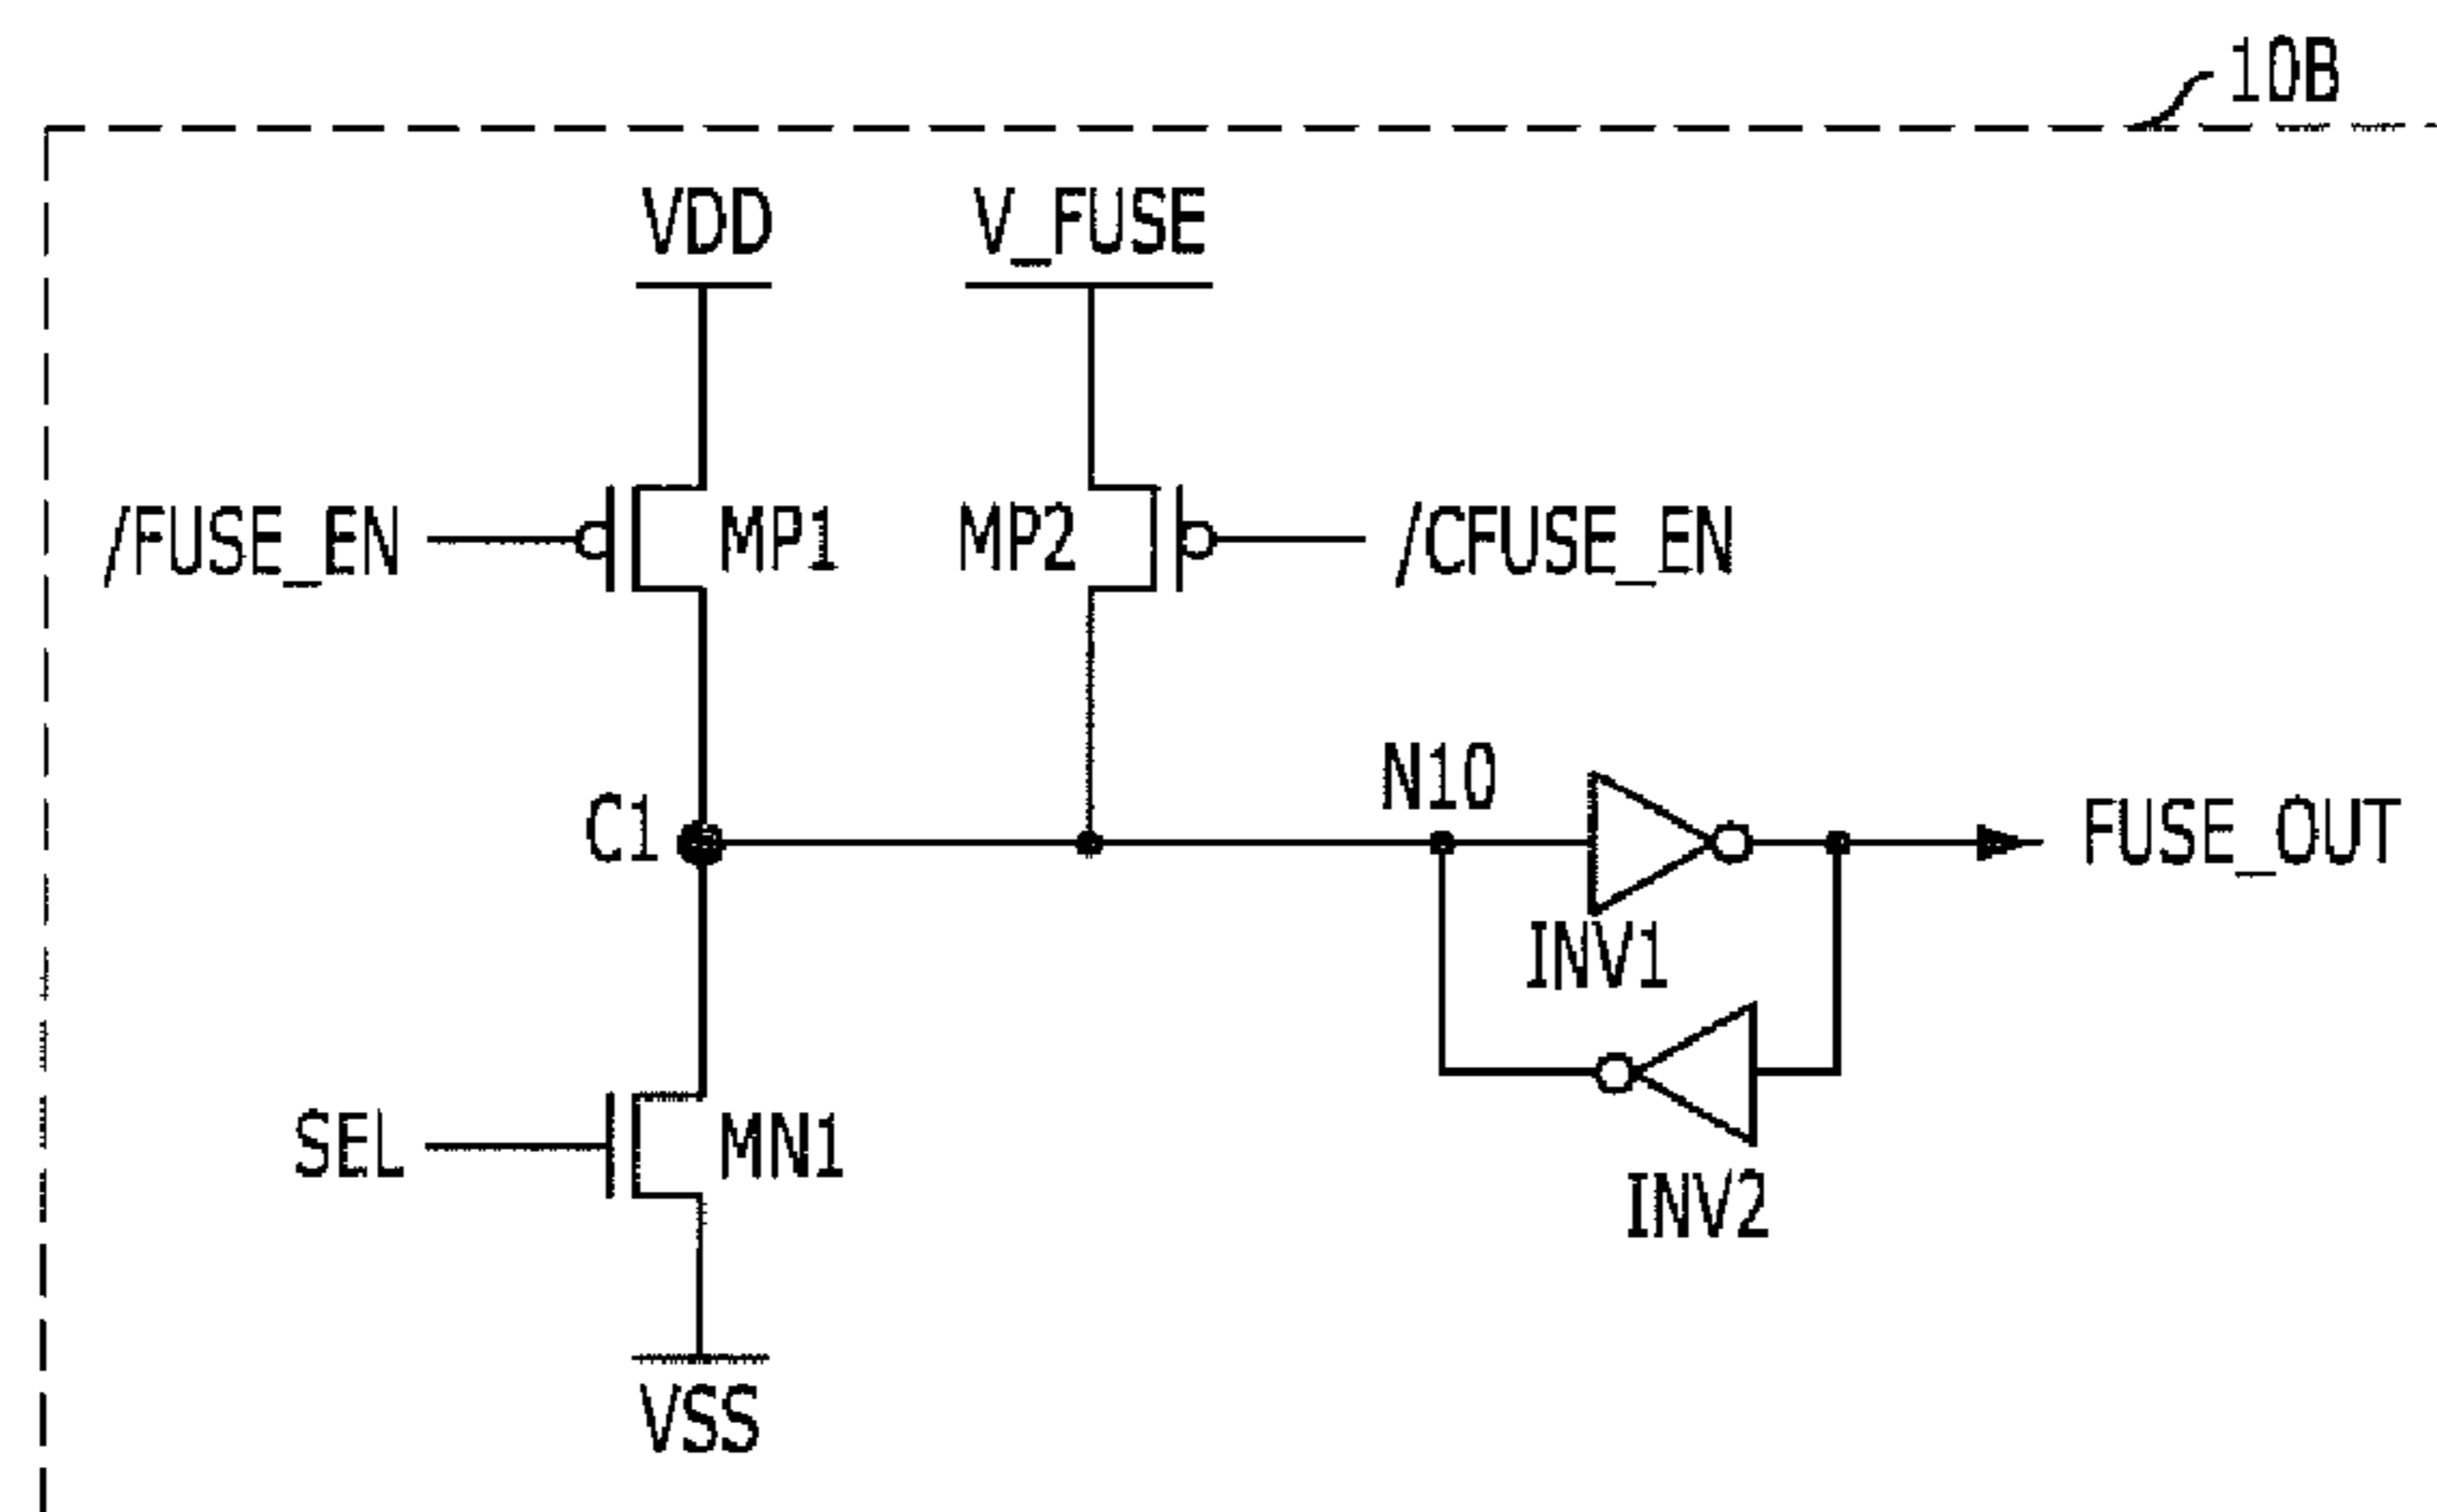 10B
VDD
V_FUSE
/FUSE_EN
MP1
MP2
/CFUSE_EN
N10
C1
FUSE_OUT
INV1
SEL
MN1
INV2
VSS